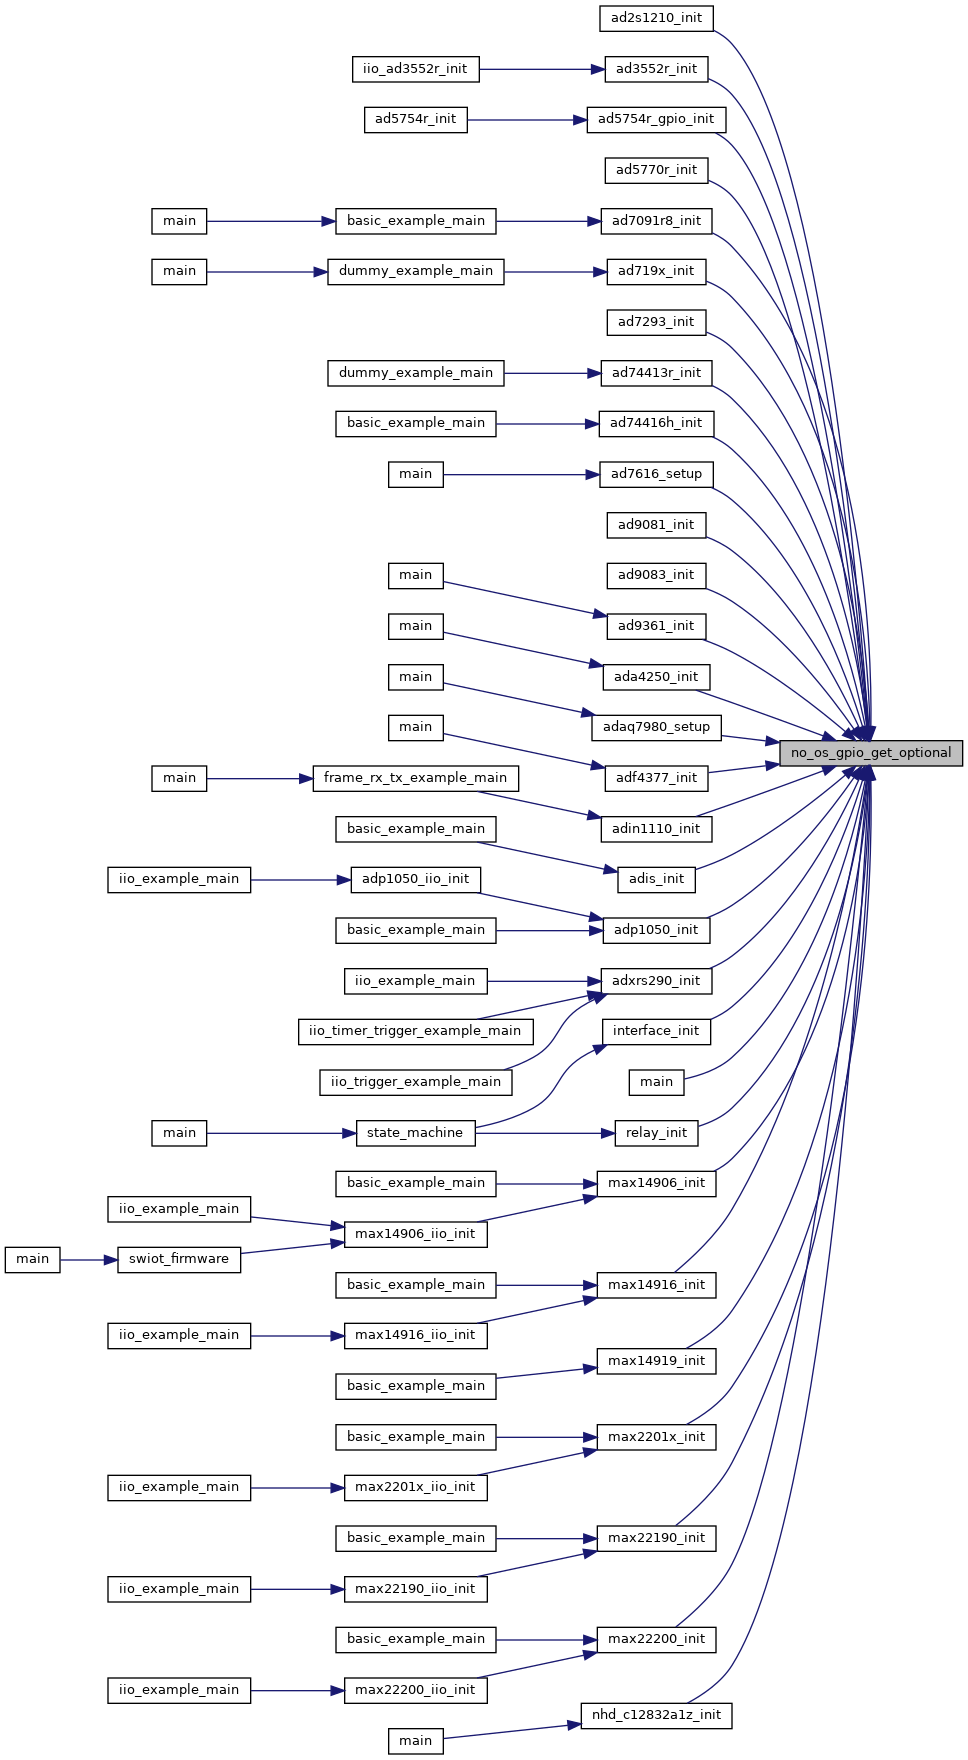 ad2s1210_init
iio_ad3552r_init
ad3552r_init
ad5754r_init
ad5754r_gpio_init
ad5770r_init
main
basic_example_main
ad7091r8_init
main
dummy_example_main
ad719x_init
ad7293_init
dummy_example_main
ad74413r_init
basic_example_main
ad74416h_init
main
ad7616_setup
ad9081_init
main
ad9083_init
main
ad9361_init
main
ada4250_init
main
adaq7980_setup
no_os_gpio_get_optional
main
frame_rx_tx_example_main
adf4377_init
basic_example_main
adin1110_init
iio_example_main
adp1050_iio_init
adis_init
basic_example_main
adp1050_init
iio_example_main
adxrs290_init
iio_timer_trigger_example_main
interface_init
iio_trigger_example_main
main
main
state_machine
relay_init
basic_example_main
max14906_init
iio_example_main
max14906_iio_init
main
swiot_firmware
basic_example_main
max14916_init
iio_example_main
max14916_iio_init
max14919_init
basic_example_main
basic_example_main
max2201x_init
iio_example_main
max2201x_iio_init
basic_example_main
max22190_init
iio_example_main
max22190_iio_init
basic_example_main
max22200_init
iio_example_main
max22200_iio_init
nhd_c12832a1z_init
main